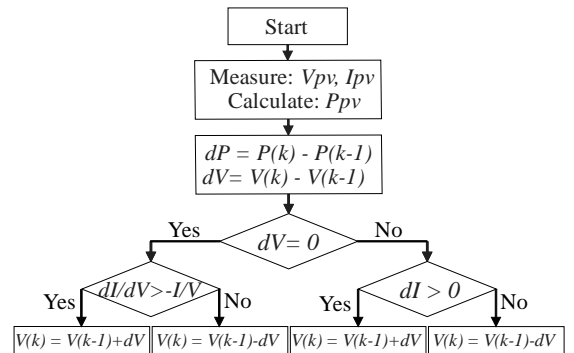 Start
Measure: Vpv, Ipv
Calculate: Ppv
dP = P(k) - P(k-1)
dV= V(k) - V(k-1)
Yes
No
dV= 0
dI/dV>-I/V
dI > 0
Yes
No
Yes
No
V(k) = V(k-1)+dV
V(k) = V(k-1)-dV
V(k) = V(k-1)+dV
V(k) = V(k-1)-dV